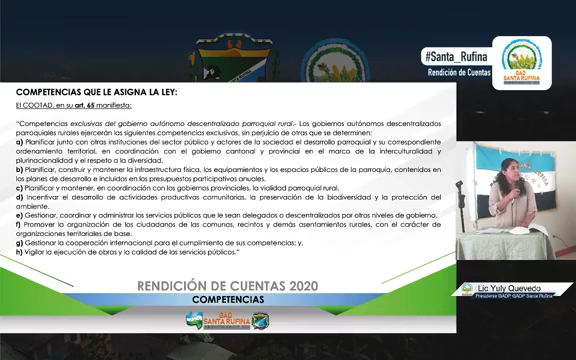 #Santa_Rufina
Rendición de Cuentas
GAD
SANTA RUFINA
COMPETENCIAS QUE LE ASIGNA LA LEY:
El COOTAD, en su art. 65 manifiesta:
"Competencias exclusivas del gobierno autónomo descentralizado parroquial rural.- Los gobiernos autónomos descentralizados
parroquiales rurales ejercerán las siguientes competencias exclusivas, sin perjuicio de otras que se determinen:
a) Planificar junto con otras instituciones del sector público y actores de la sociedad el desarrollo parroquial y su correspondiente
ordenamiento territorial, en coordinación con el gobierno cantonal y provincial en el marco de la interculturalidad y
plurinacionalidad y el respeto a la diversidad.
b) Planificar, construir y mantener la infraestructura física, los equipamientos y los espacios públicos de la parroquia, contenidos en
los planes de desarrollo e incluidos en los presupuestos participativos anuales.
c) Planificar y mantener, en coordinación con los gobiernos provinciales, la vialidad parroquial rural.
d) Incentivar el desarrollo de actividades productivas comunitarias, la preservación de la biodiversidad y la protección del
ambiente.
e) Gestionar, coordinar y administrar los servicios públicos que le sean delegados o descentralizados por otros niveles de gobierno.
f) Promover la organización de los ciudadanos de las comunas, recintos y demás asentamientos rurales, con el carácter de
organizaciones territoriales de base.
g) Gestionar la cooperación internacional para el cumplimiento de sus competencias; y,
h) Vigilar la ejecución de obras y la calidad de los servicios públicos."
Lic Yuly Quevedo
Presidente GADP GADP Santa Rufina
RENDICIÓN DE CUENTAS 2020
COMPETENCIAS
GAD
SANTA RUFINA